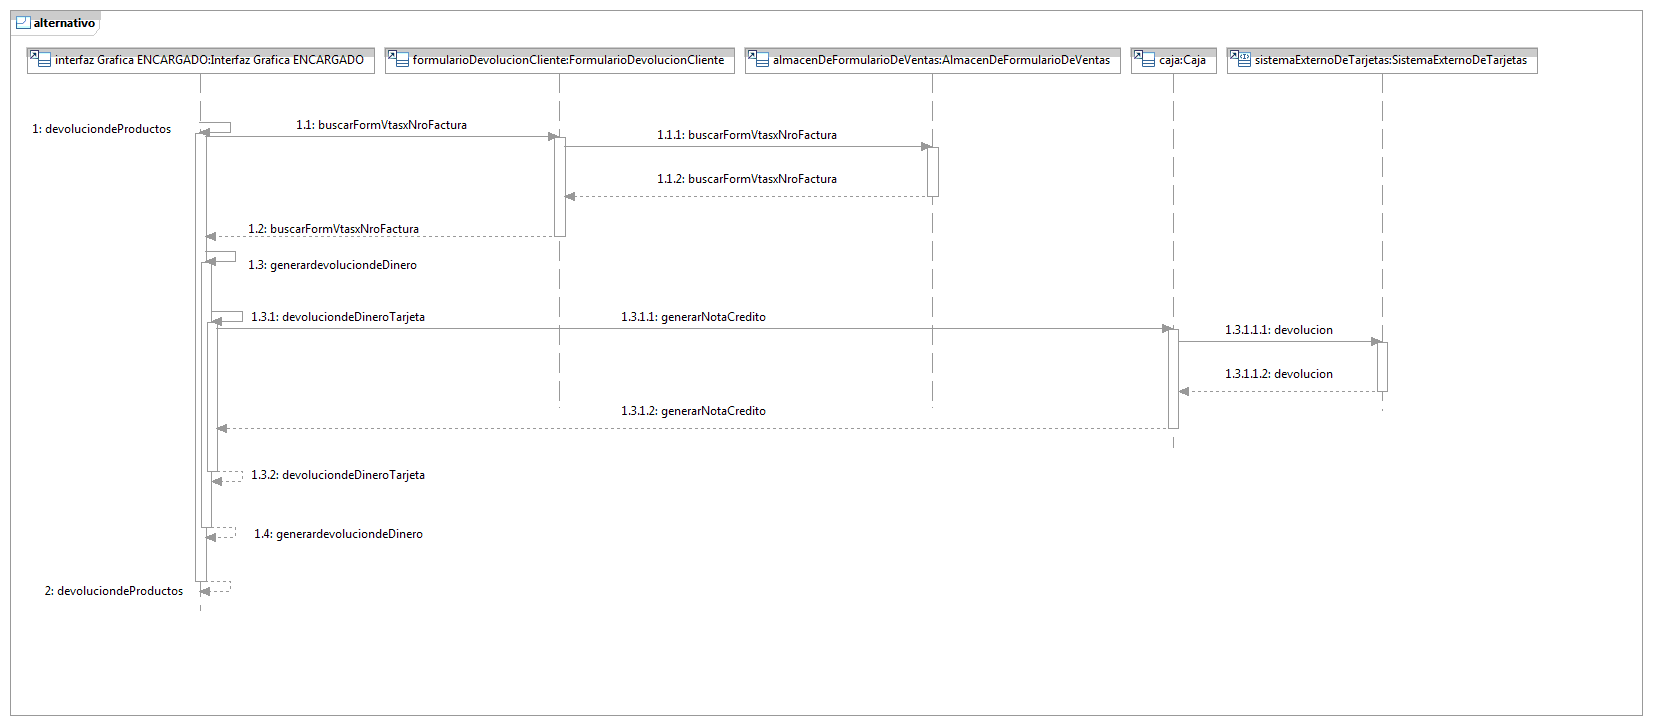 alternativo
interfaz Grafica ENCARGADO:Interfaz Grafica ENCARGADO
formularioDevolucionCliente:FormularioDevolucionCliente
almacenDeFormularioDeVentas:AlmacenDeFormularioDeVentas
caja:Caja
sistemaExternoDeTarjetas:SistemaExternoDeTarjetas
1: devoluciondeProductos
1.1: buscarFormVtasxNroFactura
1.1.1: buscarFormVtasxNroFactura
1.1.2: buscarFormVtasxNroFactura
1.2: buscarFormVtasxNroFactura
1.3: generardevoluciondeDinero
1.3.1: devoluciondeDineroTarjeta
1.3.1.1: generarNotaCredito
1.3.1.1.1: devolucion
1.3.1.1.2: devolucion
1.3.1.2: generarNotaCredito
1.3.2: devoluciondeDineroTarjeta
1.4: generardevoluciondeDinero
2: devoluciondeProductos